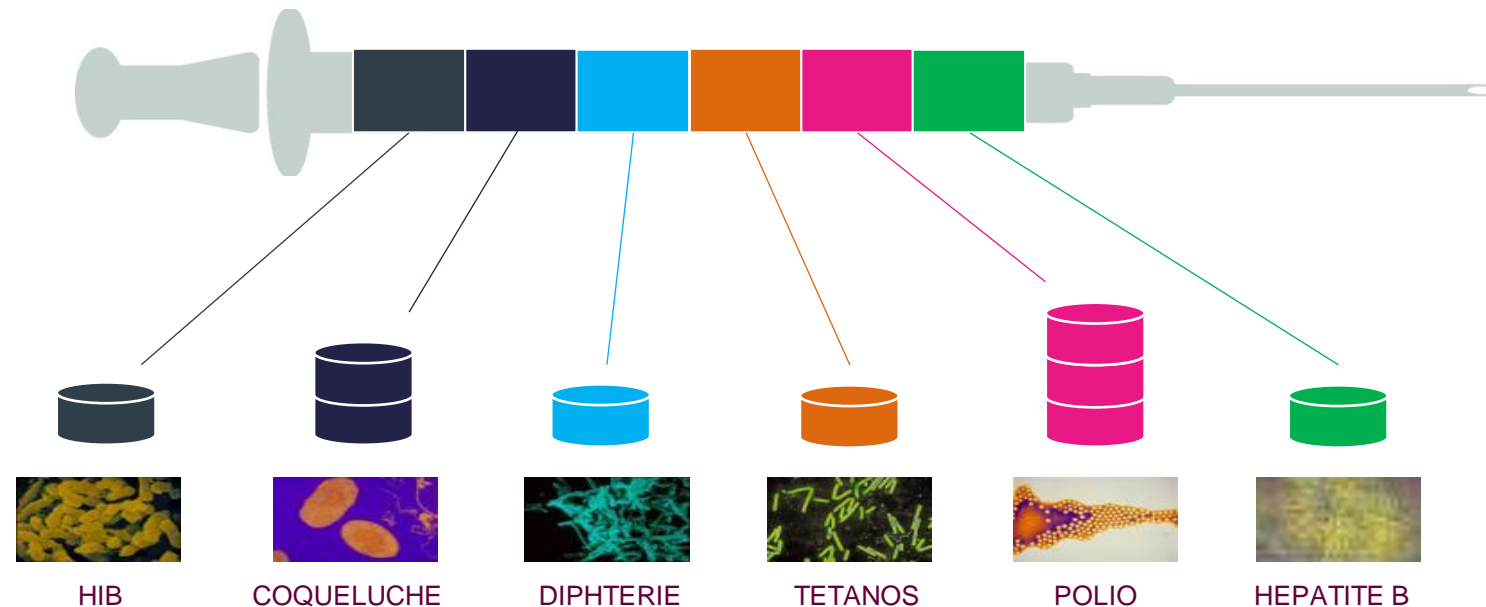 HIB
COQUELUCHE
DIPHTERIE
TETANOS
POLIO
HEPATITE B